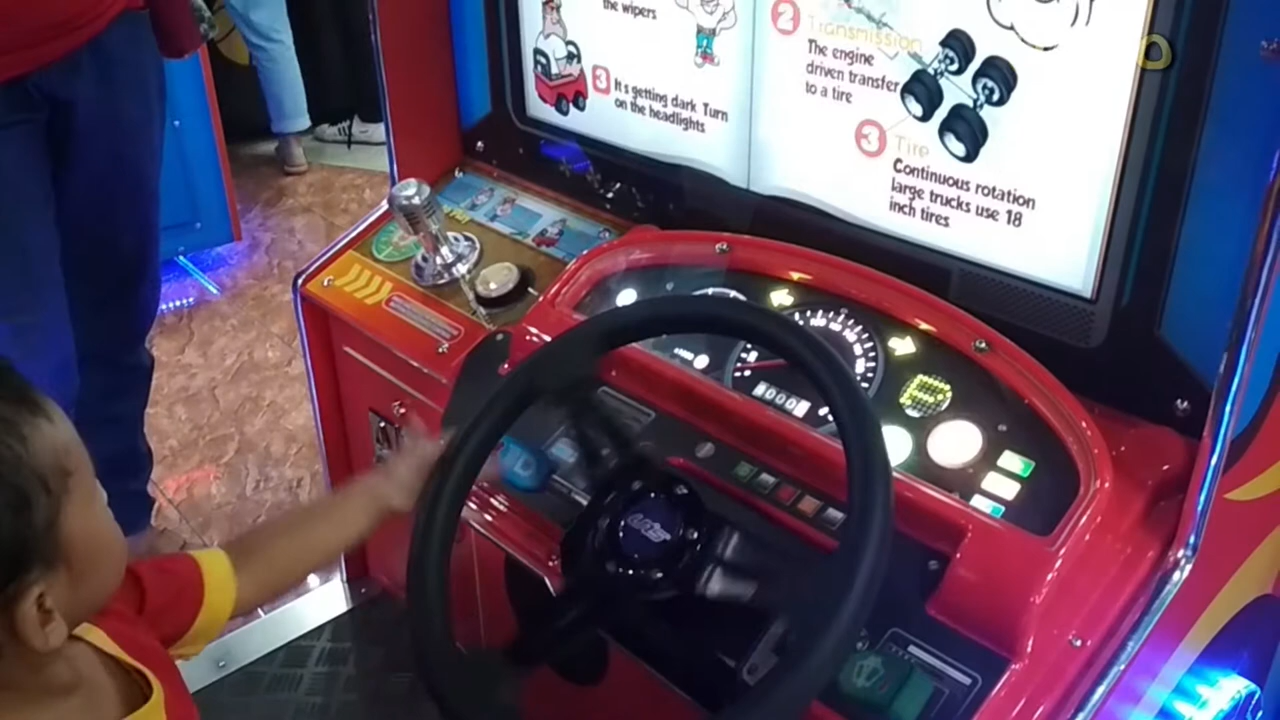 the wipers
3 It s getting dark Turn
on the headlights
2 Transmission
The engine
driven transfer
to a tire
3 Tire
Continuous rotation
large trucks use 18
inch tires